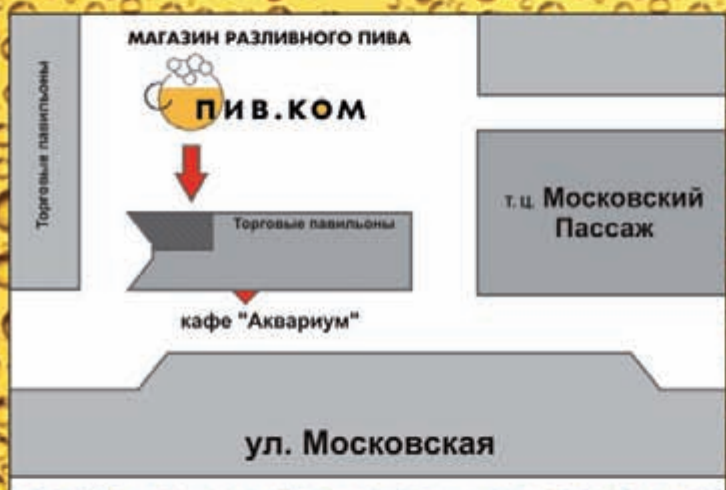 МАГАЗИН РАЗЛИВНОГО ПИВА
ПИВ.КОМ
Торговые павильоны
Торговые павильоны
т.ц. Московский
Пассаж
кафе "Аквариум"
ул. Московская